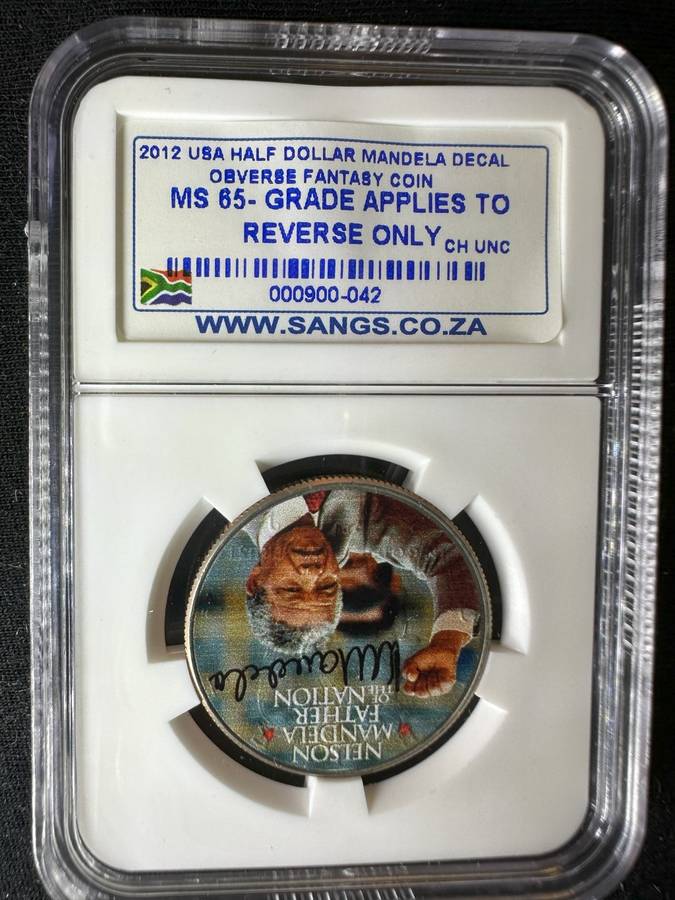 2012 USA HALF DOLLAR MANDELA DECAL
OBVERSE FANTASY COIN
MS 65- GRADE APPLIES TO
REVERSE ONLY CH UNC
000900-042
WWW.SANGS.CO.ZA
NELSON
MANDELA
FATHER
OF THE NATION
NMandela